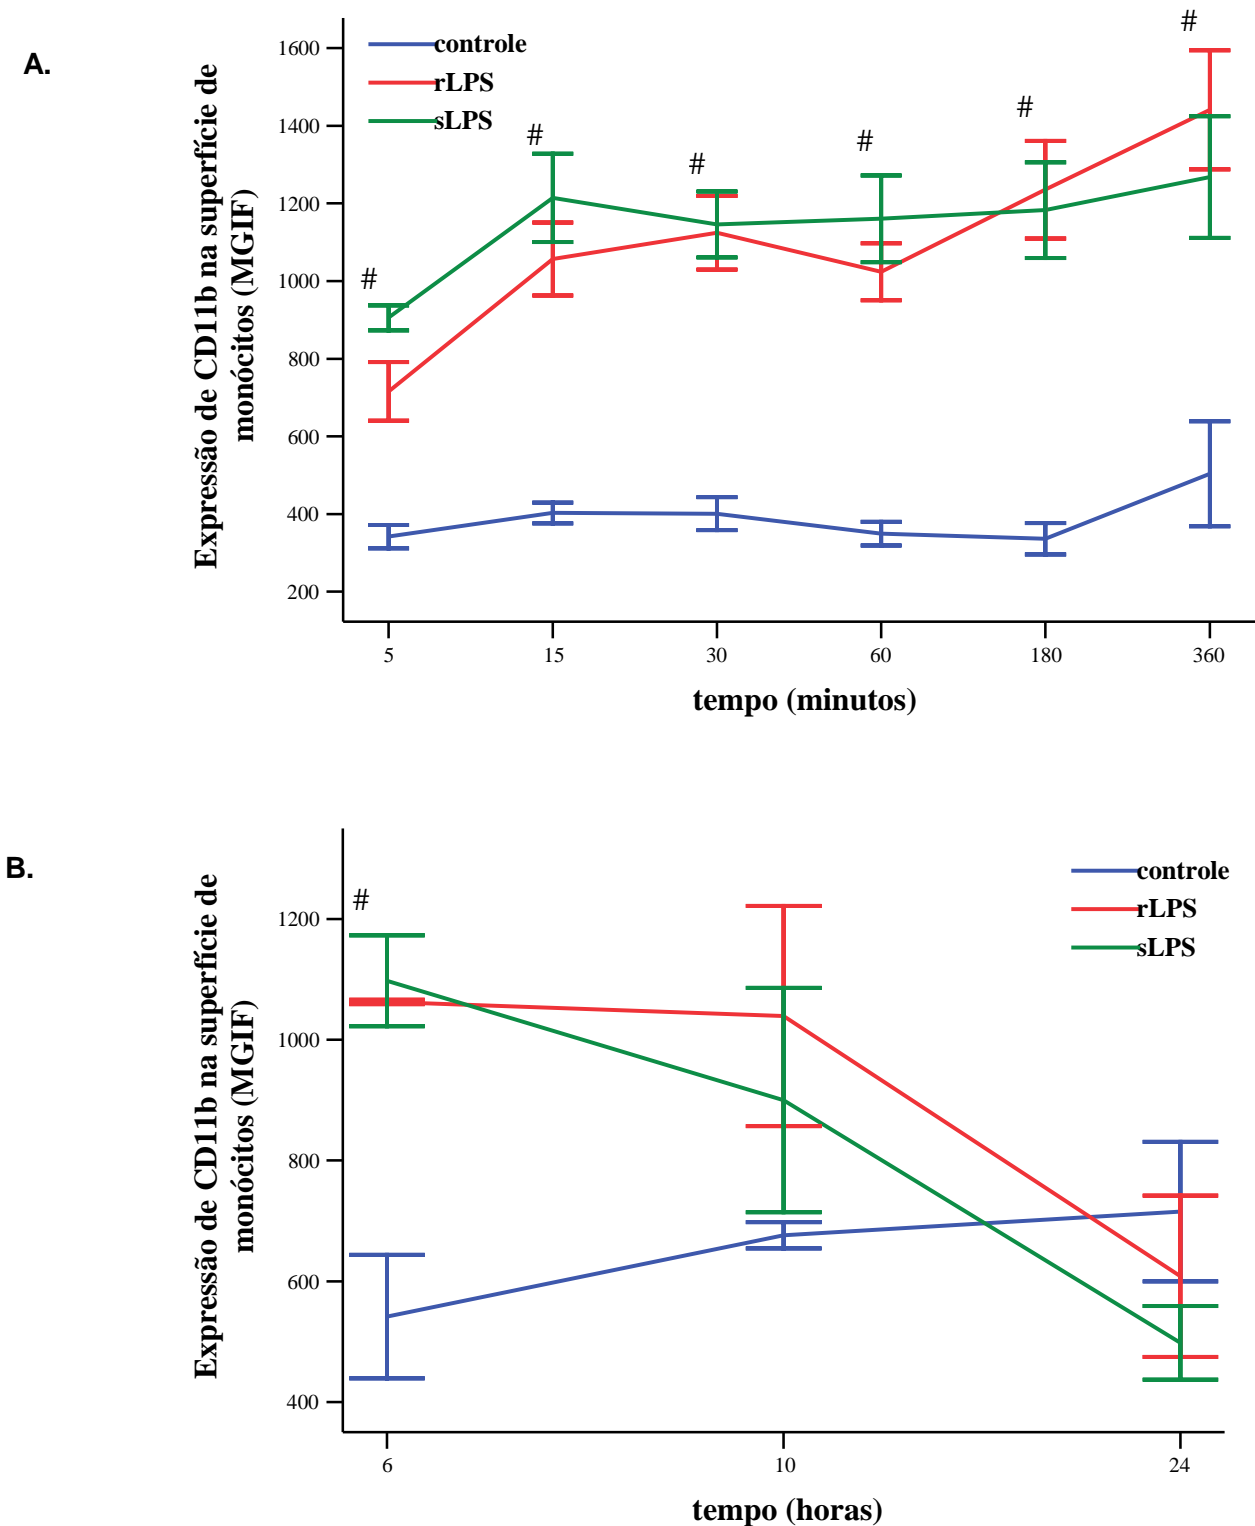 A.
Expressão de CD11b na superfície de
monócitos (MGIF)
controle
rLPS
sLPS
#
#
#
#
#
#
1600
1400
1200
1000
800
600
400
200
5 15 30 60 180 360
tempo (minutos)
B.
Expressão de CD11b na superfície de
monócitos (MGIF)
controle
rLPS
sLPS
#
1200
1000
800
600
400
6 10 24
tempo (horas)